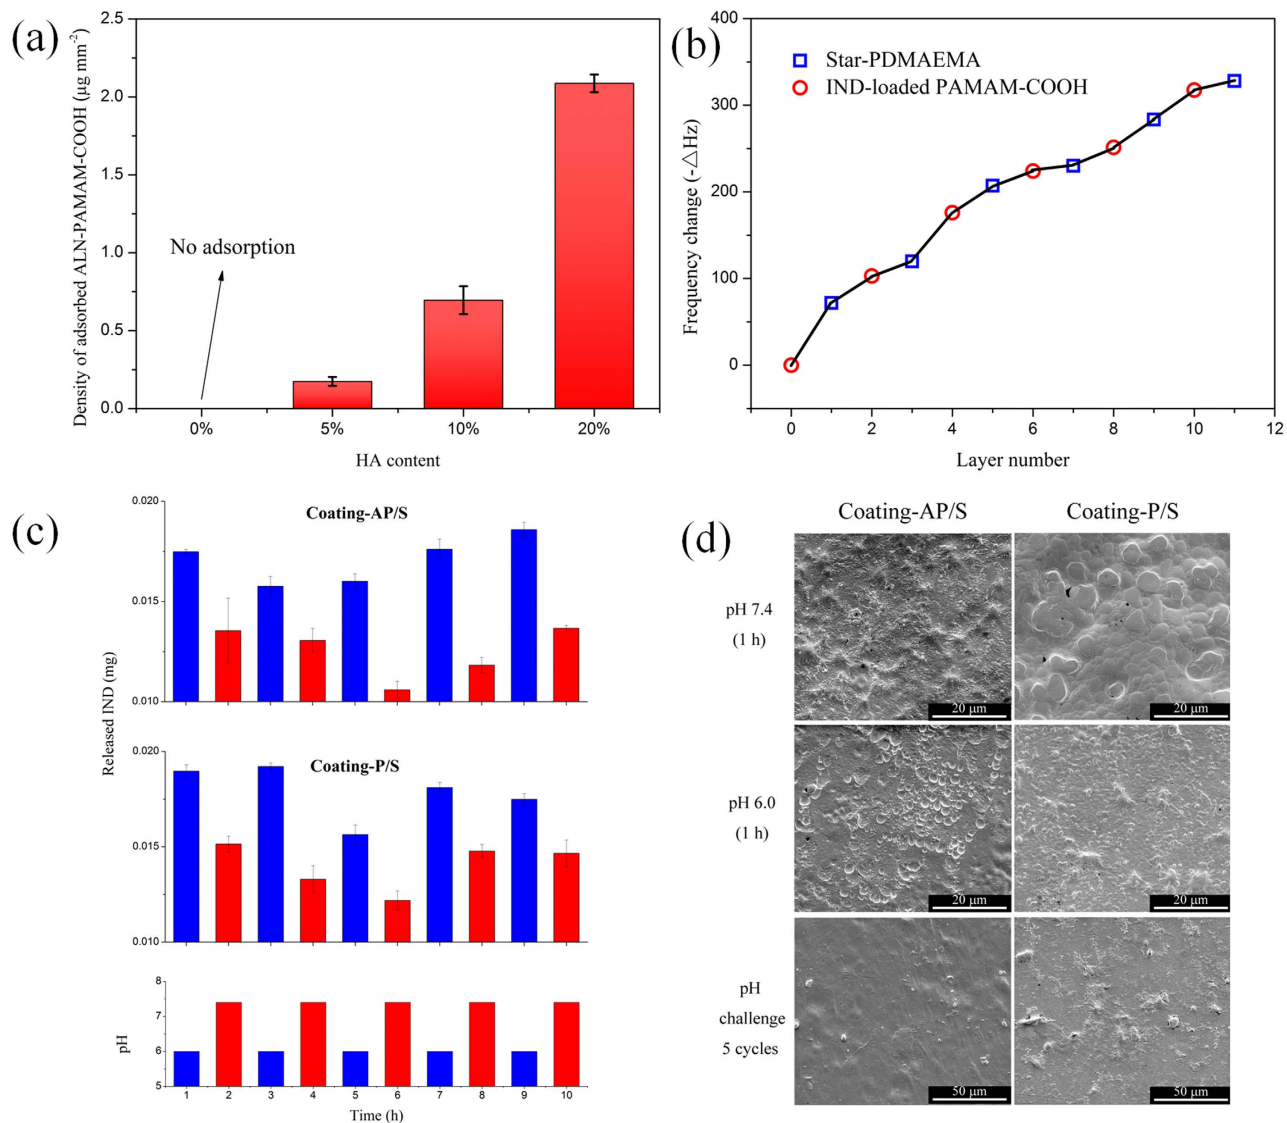 (a)
Density of adsorbed ALN-PAMAM-COOH (μg mm⁻²)
2.5
2.0
1.5
1.0
0.5
0.0
No adsorption
0% 5% 10% 20%
HA content
(b)
Frequency change (-△Hz)
400
300
200
100
0
Star-PDMAEMA
IND-loaded PAMAM-COOH
0 2 4 6 8 10 12
Layer number
(c)
Released IND (mg)
Coating-AP/S
0.020
0.015
0.010
Coating-P/S
0.020
0.015
0.010
pH
8
7
6
5
1 2 3 4 5 6 7 8 9 10
Time (h)
(d)
Coating-AP/S Coating-P/S
pH 7.4
(1 h)
20 μm 20 μm
pH 6.0
(1 h)
20 μm 20 μm
pH
challenge
5 cycles
50 μm 50 μm